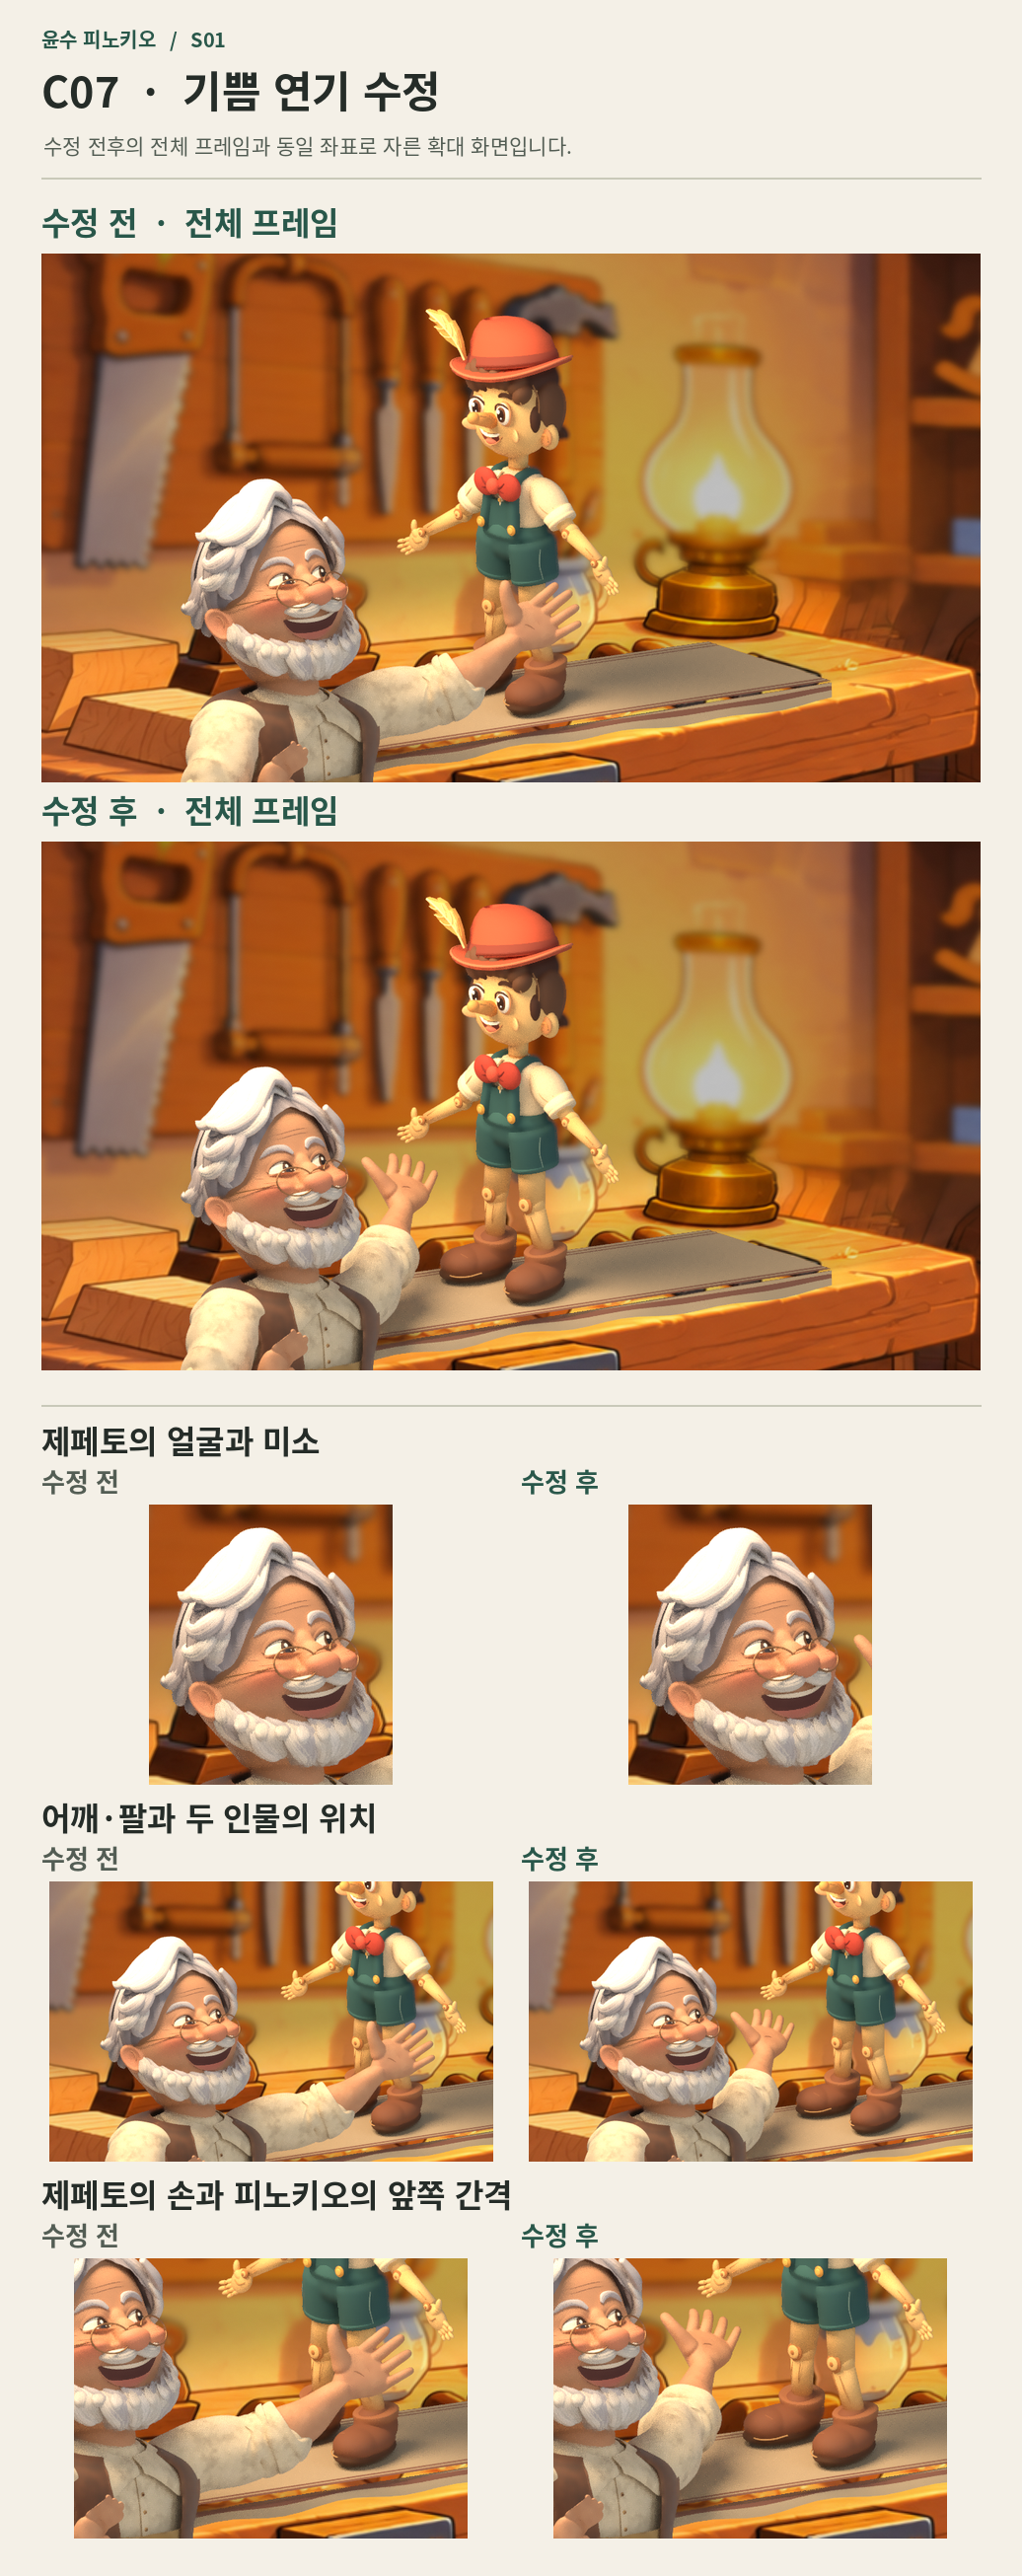 윤수 피노키오 / S01
C07 · 기쁨 연기 수정
수정 전후의 전체 프레임과 동일 좌표로 자른 확대 화면입니다.
수정 전 · 전체 프레임
수정 후 · 전체 프레임
제페토의 얼굴과 미소
수정 전
수정 후
어깨·팔과 두 인물의 위치
수정 전
수정 후
제페토의 손과 피노키오의 앞쪽 간격
수정 전
수정 후